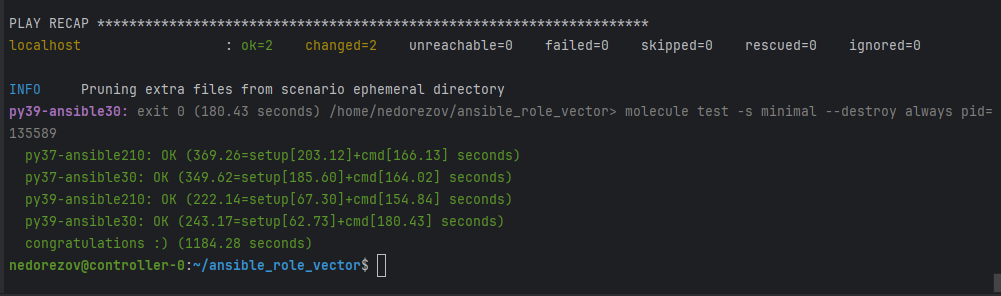 PLAY RECAP *********************************************************************
localhost                  : ok=2    changed=2    unreachable=0    failed=0    skipped=0    rescued=0    ignored=0
INFO     Pruning extra files from scenario ephemeral directory
py39-ansible30: exit 0 (180.43 seconds) /home/nedorezov/ansible_role_vector> molecule test -s minimal --destroy always pid=
135589
  py37-ansible210: OK (369.26=setup[203.12]+cmd[166.13] seconds)
  py37-ansible30: OK (349.62=setup[185.60]+cmd[164.02] seconds)
  py39-ansible210: OK (222.14=setup[67.30]+cmd[154.84] seconds)
  py39-ansible30: OK (243.17=setup[62.73]+cmd[180.43] seconds)
  congratulations :) (1184.28 seconds)
nedorezov@controller-0:~/ansible_role_vector$